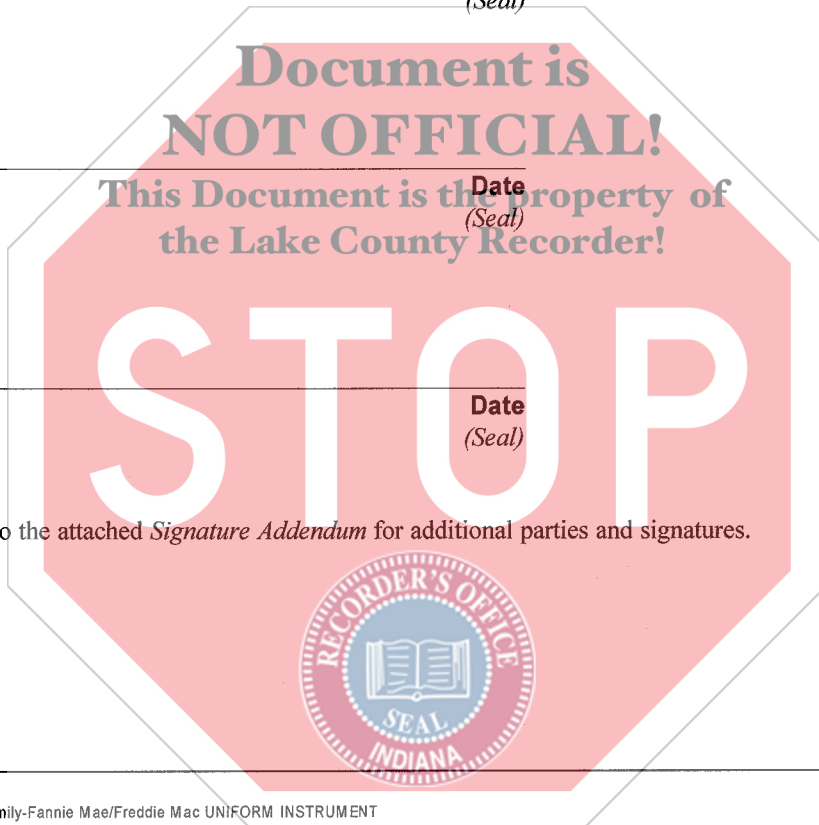 (Seal)
Document is
NOT OFFICIAL!
This Document is the property of
the Lake County Recorder!
Date
(Seal)
STOP
Date
(Seal)
o the attached Signature Addendum for additional parties and signatures.
RECORDER'S OFFICE
SEAL
INDIANA
mily-Fannie Mae/Freddie Mac UNIFORM INSTRUMENT